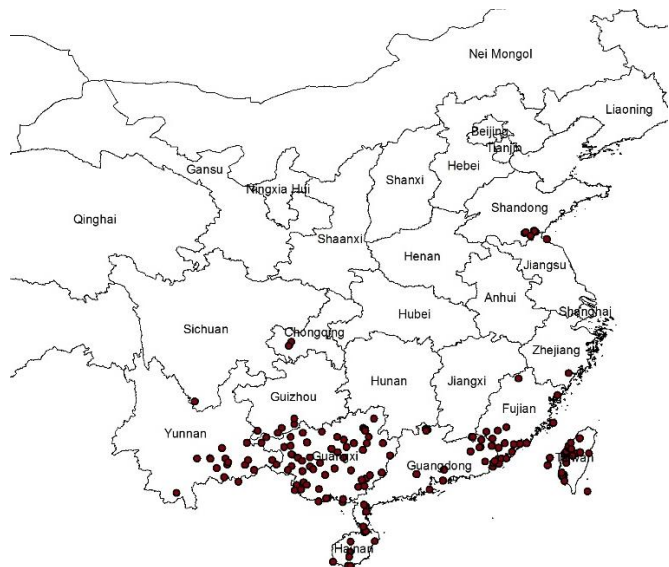 Nei Mongol
Liaoning
Beijing
Tianjin
Gansu
Hebei
Ningxia Hui
Shanxi
Shandong
Qinghai
Shaanxi
Henan
Jiangsu
Anhui
Shanghai
Hubei
Sichuan
Chongqing
Zhejiang
Hunan
Jiangxi
Guizhou
Fujian
Yunnan
Guangxi
Guangdong
Taiwan
Hainan